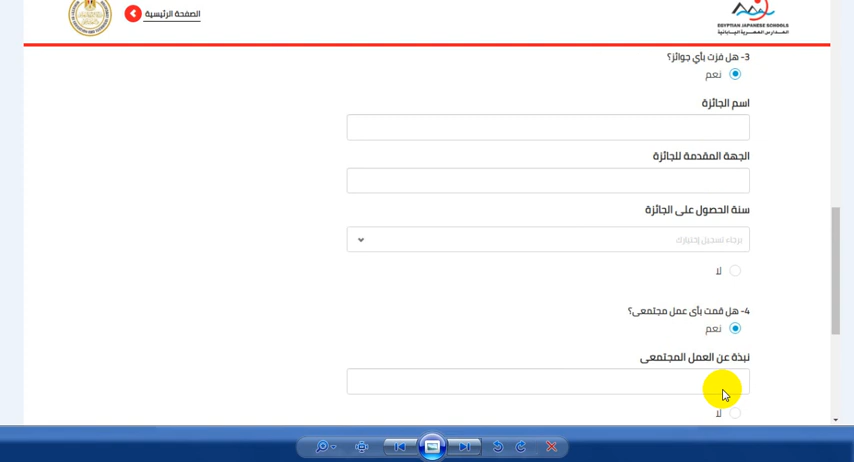 الصفحة الرئيسية
EGYPTIAN JAPANESE SCHOOLS
المدارس المصرية اليابانية
3- هل فزت بأي جوائز؟
نعم
اسم الجائزة
الجهة المقدمة للجائزة
سنة الحصول على الجائزة
برجاء تسجيل إختيارك
لا
4- هل قمت بأى عمل مجتمعى؟
نعم
نبذة عن العمل المجتمعى
لا